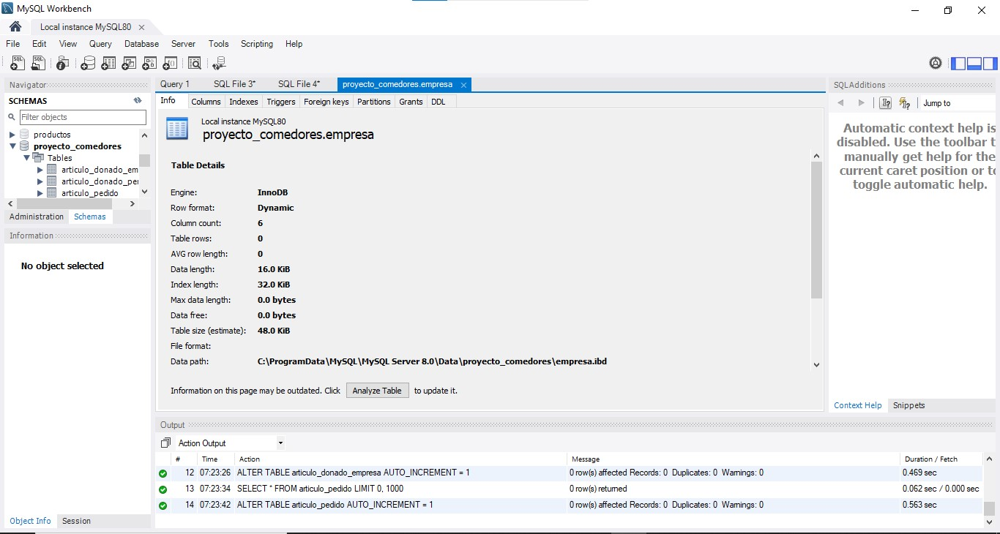 MySQL Workbench
Local instance MySQL80
File Edit View Query Database Server Tools Scripting Help
Navigator
SCHEMAS
Filter objects
productos
proyecto_comedores
Tables
articulo_donado_em
articulo_donado_pe
articulo_pedido
Administration Schemas
Information
No object selected
Object Info Session
Query 1 SQL File 3* SQL File 4* proyecto_comedores.empresa
Info Columns Indexes Triggers Foreign keys Partitions Grants DDL
Local instance MySQL80
proyecto_comedores.empresa
Table Details
Engine: InnoDB
Row format: Dynamic
Column count: 6
Table rows: 0
AVG row length: 0
Data length: 16.0 KiB
Index length: 32.0 KiB
Max data length: 0.0 bytes
Data free: 0.0 bytes
Table size (estimate): 48.0 KiB
File format:
Data path: C:\ProgramData\MySQL\MySQL Server 8.0\Data\proyecto_comedores\empresa.ibd
Information on this page may be outdated. Click Analyze Table to update it.
SQLAdditions
Jump to
Automatic context help is
disabled. Use the toolbar t
manually get help for the
current caret position or to
toggle automatic help.
Context Help Snippets
Output
Action Output
# Time Action Message Duration / Fetch
12 07:23:26 ALTER TABLE articulo_donado_empresa AUTO_INCREMENT = 1 0 row(s) affected Records: 0 Duplicates: 0 Warnings: 0 0.469 sec
13 07:23:34 SELECT * FROM articulo_pedido LIMIT 0, 1000 0 row(s) returned 0.062 sec / 0.000 sec
14 07:23:42 ALTER TABLE articulo_pedido AUTO_INCREMENT = 1 0 row(s) affected Records: 0 Duplicates: 0 Warnings: 0 0.563 sec